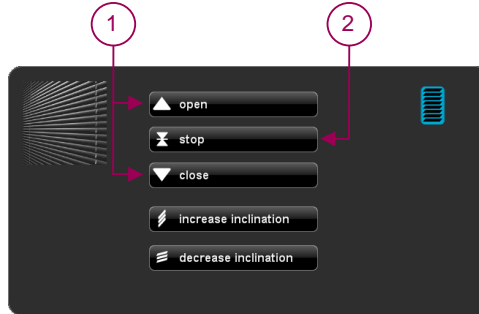 1
2
open
stop
close
increase inclination
decrease inclination